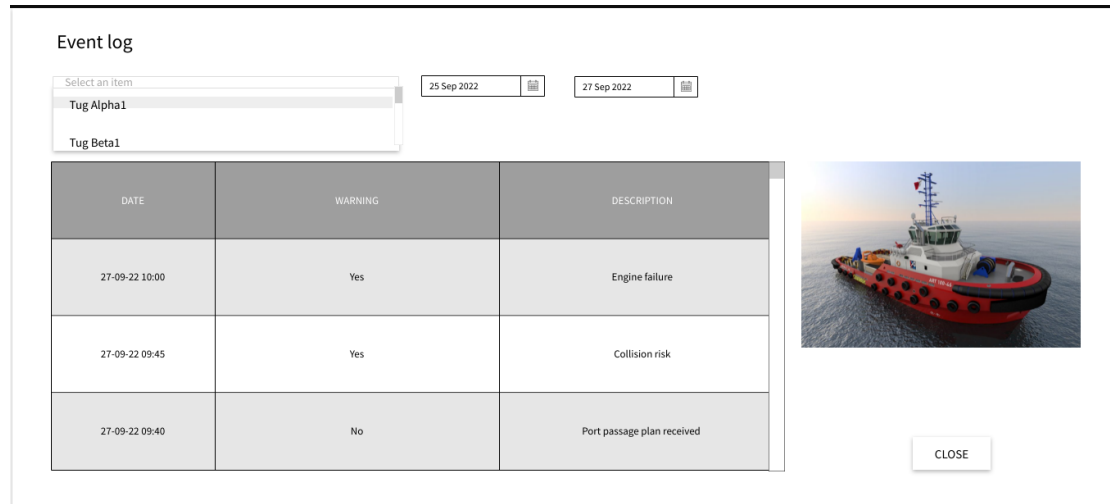 Event log
Select an item
25 Sep 2022
27 Sep 2022
Tug Alpha1
Tug Beta1
DATE WARNING DESCRIPTION
27-09-22 10:00 Yes Engine failure
27-09-22 09:45 Yes Collision risk
27-09-22 09:40 No Port passage plan received
CLOSE